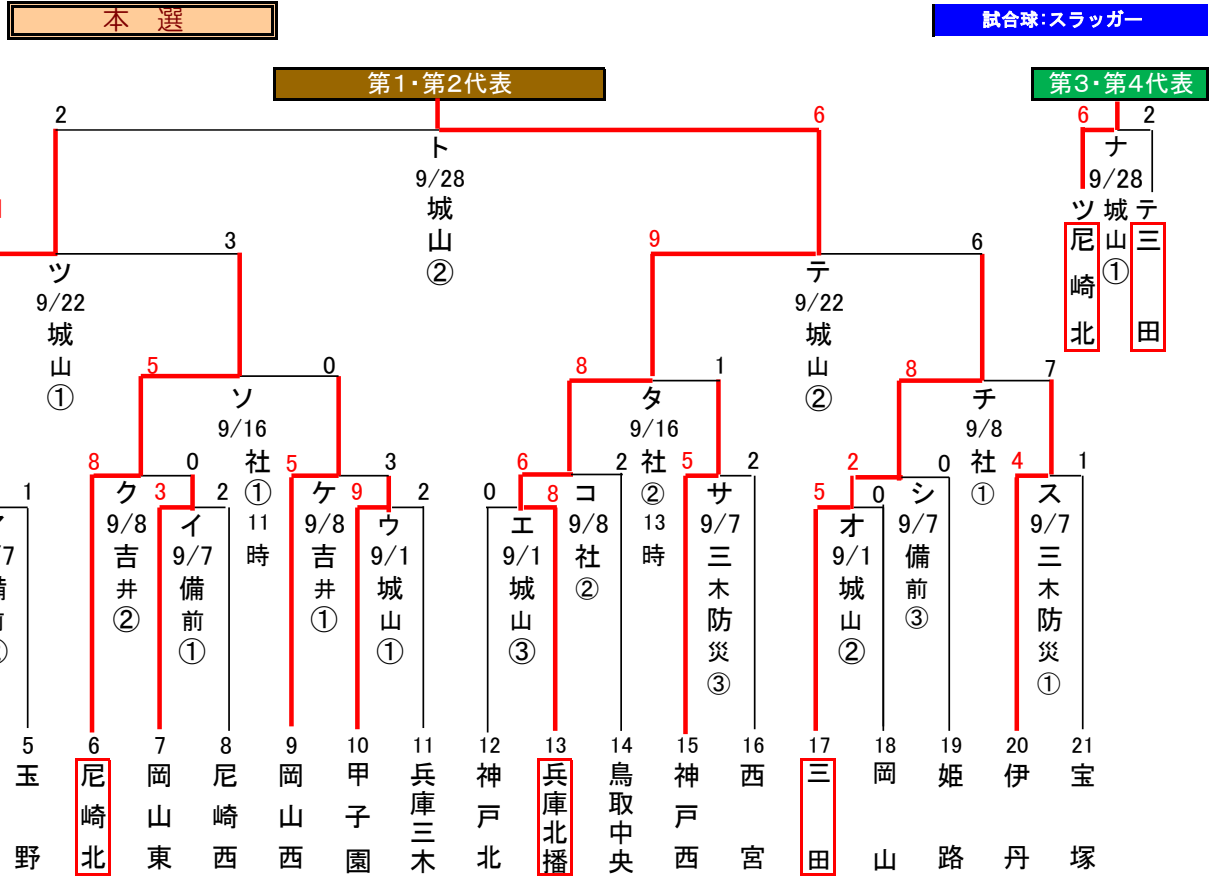 本 選
試合球：スラッガー
第1・第2代表
第3・第4代表
2
6
6
2
ト
9/28
城
山
②
ナ
9/28
城
山
①
ツ
尼崎北
テ
三田
3
9
6
ツ
9/22
城
山
①
テ
9/22
城
山
②
5
0
8
1
8
7
ソ
9/16
社
①
11
時
タ
9/16
社
②
13
時
チ
9/8
社
①
8
0
5
3
6
2
5
2
2
0
4
1
ク
9/8
吉
井
②
ケ
9/8
吉
井
①
コ
9/8
社
②
サ
9/7
三
木
防
災
③
シ
9/7
備
前
③
ス
9/7
三
木
防
災
①
1
3
2
9
2
0
8
5
0
イ
9/7
備
前
①
ウ
9/1
城
山
①
エ
9/1
城
山
③
オ
9/1
城
山
②
5
玉野
6
尼崎北
7
岡山東
8
尼崎西
9
岡山西
10
甲子園
11
兵庫三木
12
神戸北
13
兵庫北播
14
鳥取中央
15
神戸西
16
西宮
17
三田
18
岡山
19
姫路
20
伊丹
21
宝塚